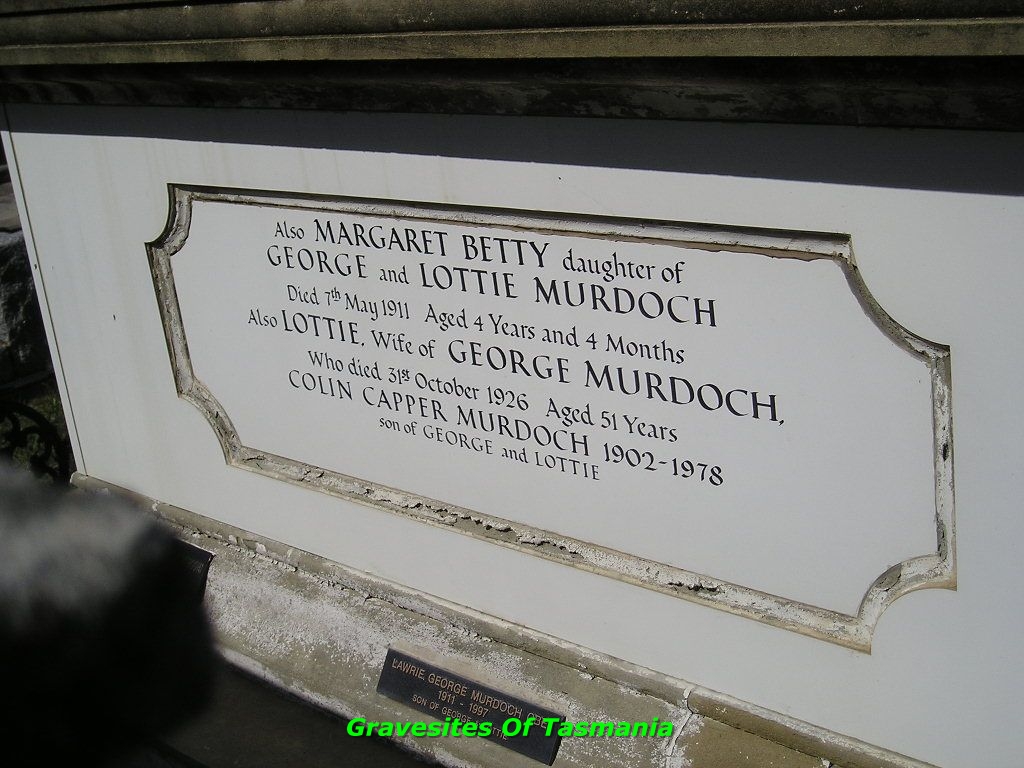 Also MARGARET BETTY daughter of
GEORGE and LOTTIE MURDOCH
Died 7th May 1911 Aged 4 Years and 4 Months
Also LOTTIE, Wife of GEORGE MURDOCH,
Who died 31st October 1926 Aged 51 Years
COLIN CAPPER MURDOCH 1902-1978
son of GEORGE and LOTTIE
LAWRIE GEORGE MURDOCH OBE
1911 - 1997
SON OF GEORGE
Gravesites Of Tasmania